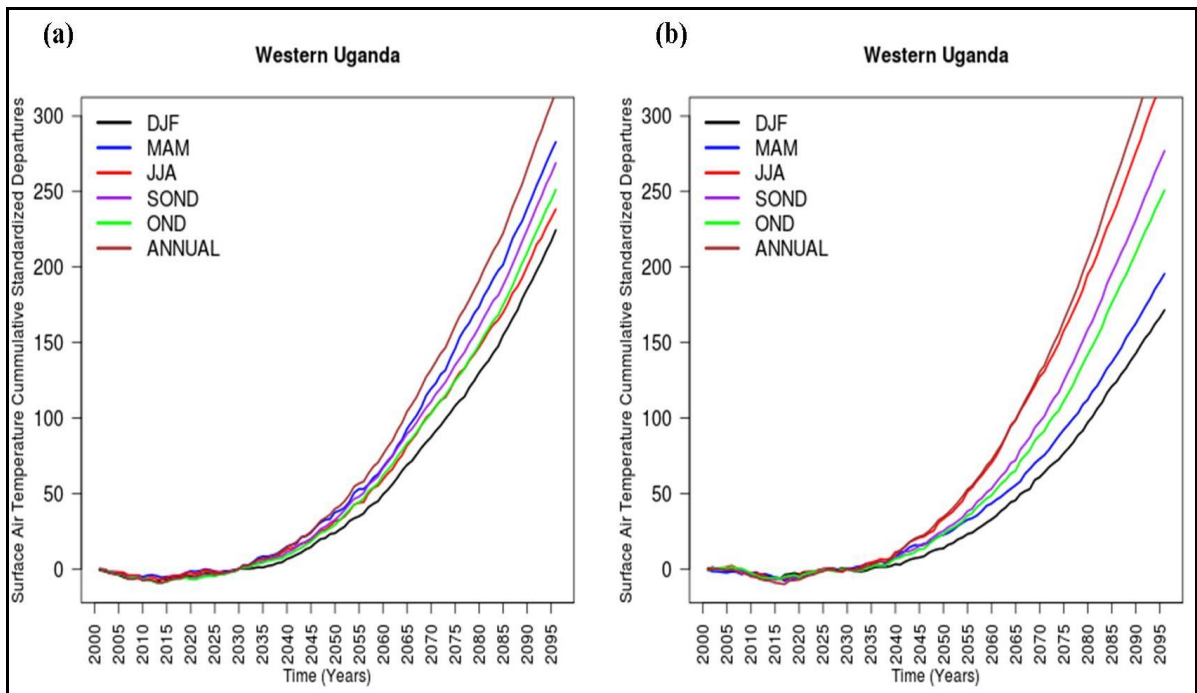 (a)
Western Uganda
Surface Air Temperature Cummulative Standardized Departures
300
250
200
150
100
50
0
DJF
MAM
JJA
SOND
OND
ANNUAL
2000 2005 2010 2015 2020 2025 2030 2035 2040 2045 2050 2055 2060 2065 2070 2075 2080 2085 2090 2095
Time (Years)
(b)
Western Uganda
Surface Air Temperature Cummulative Standardized Departures
300
250
200
150
100
50
0
DJF
MAM
JJA
SOND
OND
ANNUAL
2000 2005 2010 2015 2020 2025 2030 2035 2040 2045 2050 2055 2060 2065 2070 2075 2080 2085 2090 2095
Time (Years)